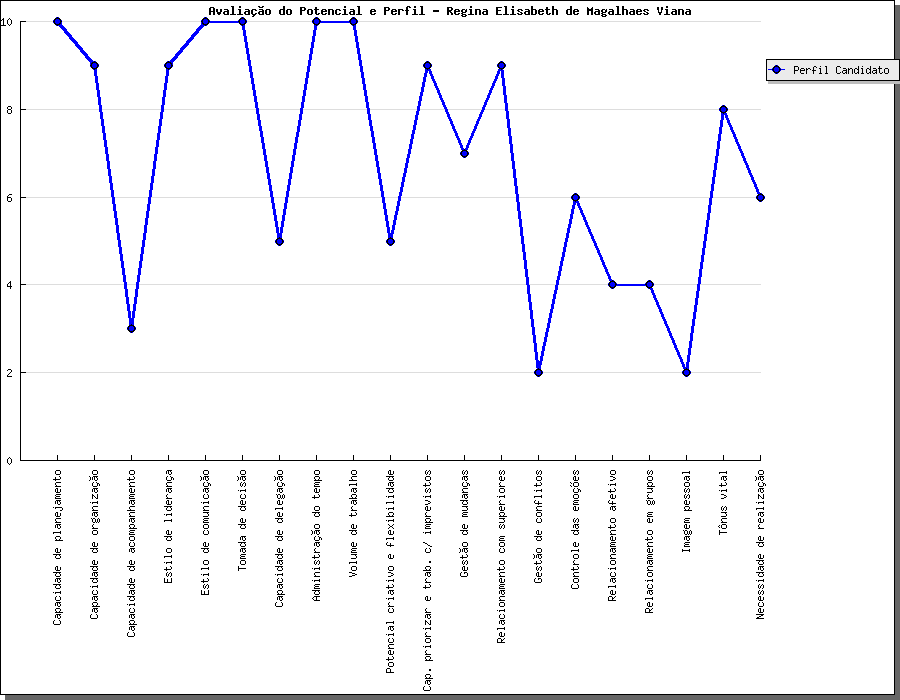 Avaliação do Potencial e Perfil - Regina Elisabeth de Magalhaes Viana
Perfil Candidato
10
8
6
4
2
0
Capacidade de planejamento
Capacidade de organização
Capacidade de acompanhamento
Estilo de liderança
Estilo de comunicação
Tomada de decisão
Capacidade de delegação
Administração do tempo
Volume de trabalho
Potencial criativo e flexibilidade
Cap. priorizar e trab. c/ imprevistos
Gestão de mudanças
Relacionamento com superiores
Gestão de conflitos
Controle das emoções
Relacionamento afetivo
Relacionamento em grupos
Imagem pessoal
Tônus vital
Necessidade de realização